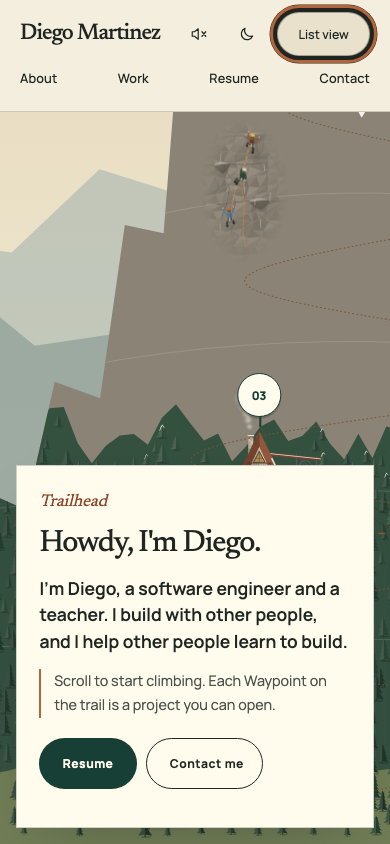 Diego Martinez
List view
About
Work
Resume
Contact
03
Trailhead
Howdy, I'm Diego.
I'm Diego, a software engineer and a
teacher. I build with other people,
and I help other people learn to build.
Scroll to start climbing. Each Waypoint on
the trail is a project you can open.
Resume
Contact me